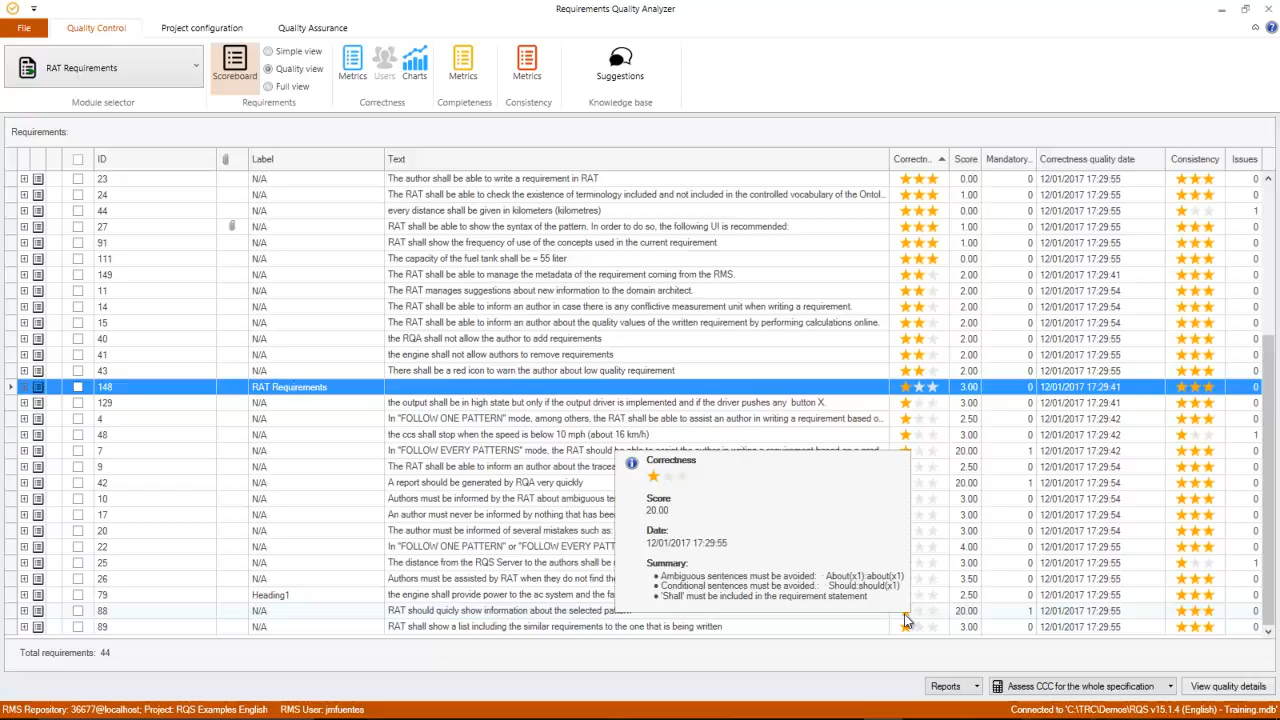 Requirements Quality Analyzer
File Quality Control Project configuration Quality Assurance
RAT Requirements
Scoreboard
Simple view
Quality view
Full view
Metrics Users Charts Metrics Metrics Suggestions
Module selector Requirements Correctness Completeness Consistency Knowledge base
Requirements:
ID Label Text Correctn... Score Mandatory... Correctness quality date Consistency Issues
23 N/A The author shall be able to write a requirement in RAT 0.00 0 12/01/2017 17:29:55 0
24 N/A The RAT shall be able to check the existence of terminology included and not included in the controlled vocabulary of the Ontol... 1.00 0 12/01/2017 17:29:55 0
44 N/A every distance shall be given in kilometers (kilometres) 0.00 0 12/01/2017 17:29:55 1
27 N/A RAT shall be able to show the syntax of the pattern. In order to do so, the following UI is recommended: 1.00 0 12/01/2017 17:29:55 0
91 N/A RAT shall show the frequency of use of the concepts used in the current requirement 1.00 0 12/01/2017 17:29:55 0
111 N/A The capacity of the fuel tank shall be = 55 liter 0.00 0 12/01/2017 17:29:55 0
149 N/A The RAT shall be able to manage the metadata of the requirement coming from the RMS. 2.00 0 12/01/2017 17:29:41 0
11 N/A The RAT manages suggestions about new information to the domain architect. 2.00 0 12/01/2017 17:29:54 0
14 N/A The RAT shall be able to inform an author in case there is any conflictive measurement unit when writing a requirement. 2.00 0 12/01/2017 17:29:54 0
15 N/A The RAT shall be able to inform an author about the quality values of the written requirement by performing calculations online. 2.00 0 12/01/2017 17:29:54 0
40 N/A the RQA shall not allow the author to add requirements 2.00 0 12/01/2017 17:29:55 0
41 N/A the engine shall not allow authors to remove requirements 2.00 0 12/01/2017 17:29:55 0
43 N/A There shall be a red icon to warn the author about low quality requirement 2.00 0 12/01/2017 17:29:55 0
148 RAT Requirements 3.00 0 12/01/2017 17:29:41 0
129 N/A the output shall be in high state but only if the output driver is implemented and if the driver pushes any button X. 3.00 0 12/01/2017 17:29:41 0
4 N/A In "FOLLOW ONE PATTERN" mode, among others, the RAT shall be able to assist an author in writing a requirement based o... 2.50 0 12/01/2017 17:29:42 0
48 N/A the ccs shall stop when the speed is below 10 mph (about 16 km/h) 3.00 0 12/01/2017 17:29:42 1
7 N/A In "FOLLOW EVERY PATTERNS" mode, the RAT should be able to assist the author in writing a requirement based on a grad... 20.00 1 12/01/2017 17:29:42 0
9 N/A The RAT shall be able to inform an author about the tracea 2.50 0 12/01/2017 17:29:54 0
42 N/A A report should be generated by RQA very quickly 20.00 1 12/01/2017 17:29:54 0
10 N/A Authors must be informed by the RAT about ambiguous ten 3.00 0 12/01/2017 17:29:54 0
17 N/A An author must never be informed by nothing that has been 3.00 0 12/01/2017 17:29:54 0
20 N/A The author must be informed of several mistakes such as: 3.00 0 12/01/2017 17:29:55 0
22 N/A In "FOLLOW ONE PATTERN" or "FOLLOW EVERY PATT 4.00 0 12/01/2017 17:29:55 0
25 N/A The distance from the RQS Server to the authors shall be 3.00 0 12/01/2017 17:29:55 1
26 N/A Authors must be assisted by RAT when they do not find the 3.50 0 12/01/2017 17:29:55 0
79 Heading1 the engine shall provide power to the ac system and the fa 3.00 0 12/01/2017 17:29:55 0
88 N/A RAT should quicly show information about the selected patt 20.00 1 12/01/2017 17:29:55 0
89 N/A RAT shall show a list including the similar requirements to the one that is being written 3.00 0 12/01/2017 17:29:55 0
Correctness
Score
20.00
Date:
12/01/2017 17:29:55
Summary:
• Ambiguous sentences must be avoided: · About(x1):about(x1)
• Conditional sentences must be avoided.: · Should:should(x1)
• 'Shall' must be included in the requirement statement
Total requirements: 44
Reports Assess CCC for the whole specification View quality details
RMS Repository: 36677@localhost; Project: RQS Examples English RMS User: jmfuentes Connected to 'C:\TRC\Demos\RQS v15.1.4 (English) - Training.mdb'